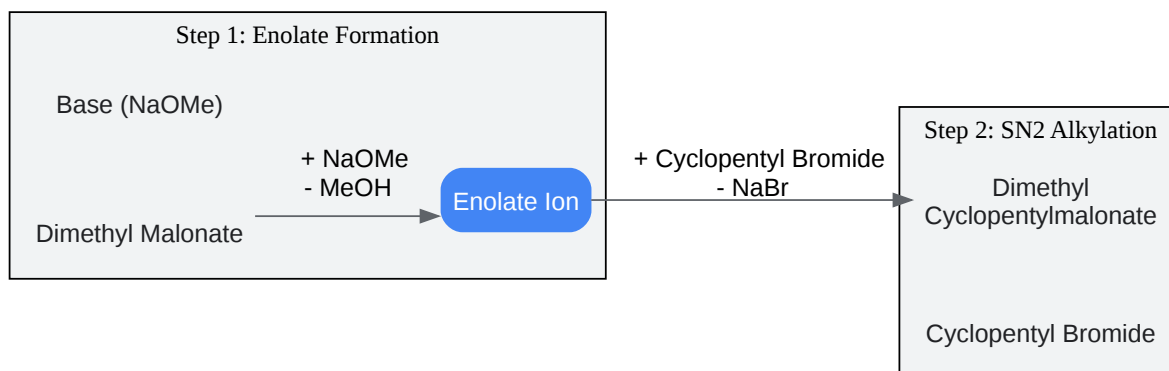 Step 1: Enolate Formation
Base (NaOMe)
+ NaOMe
- MeOH
Enolate Ion
Dimethyl Malonate
+ Cyclopentyl Bromide
- NaBr
Step 2: SN2 Alkylation
Dimethyl
Cyclopentylmalonate
Cyclopentyl Bromide